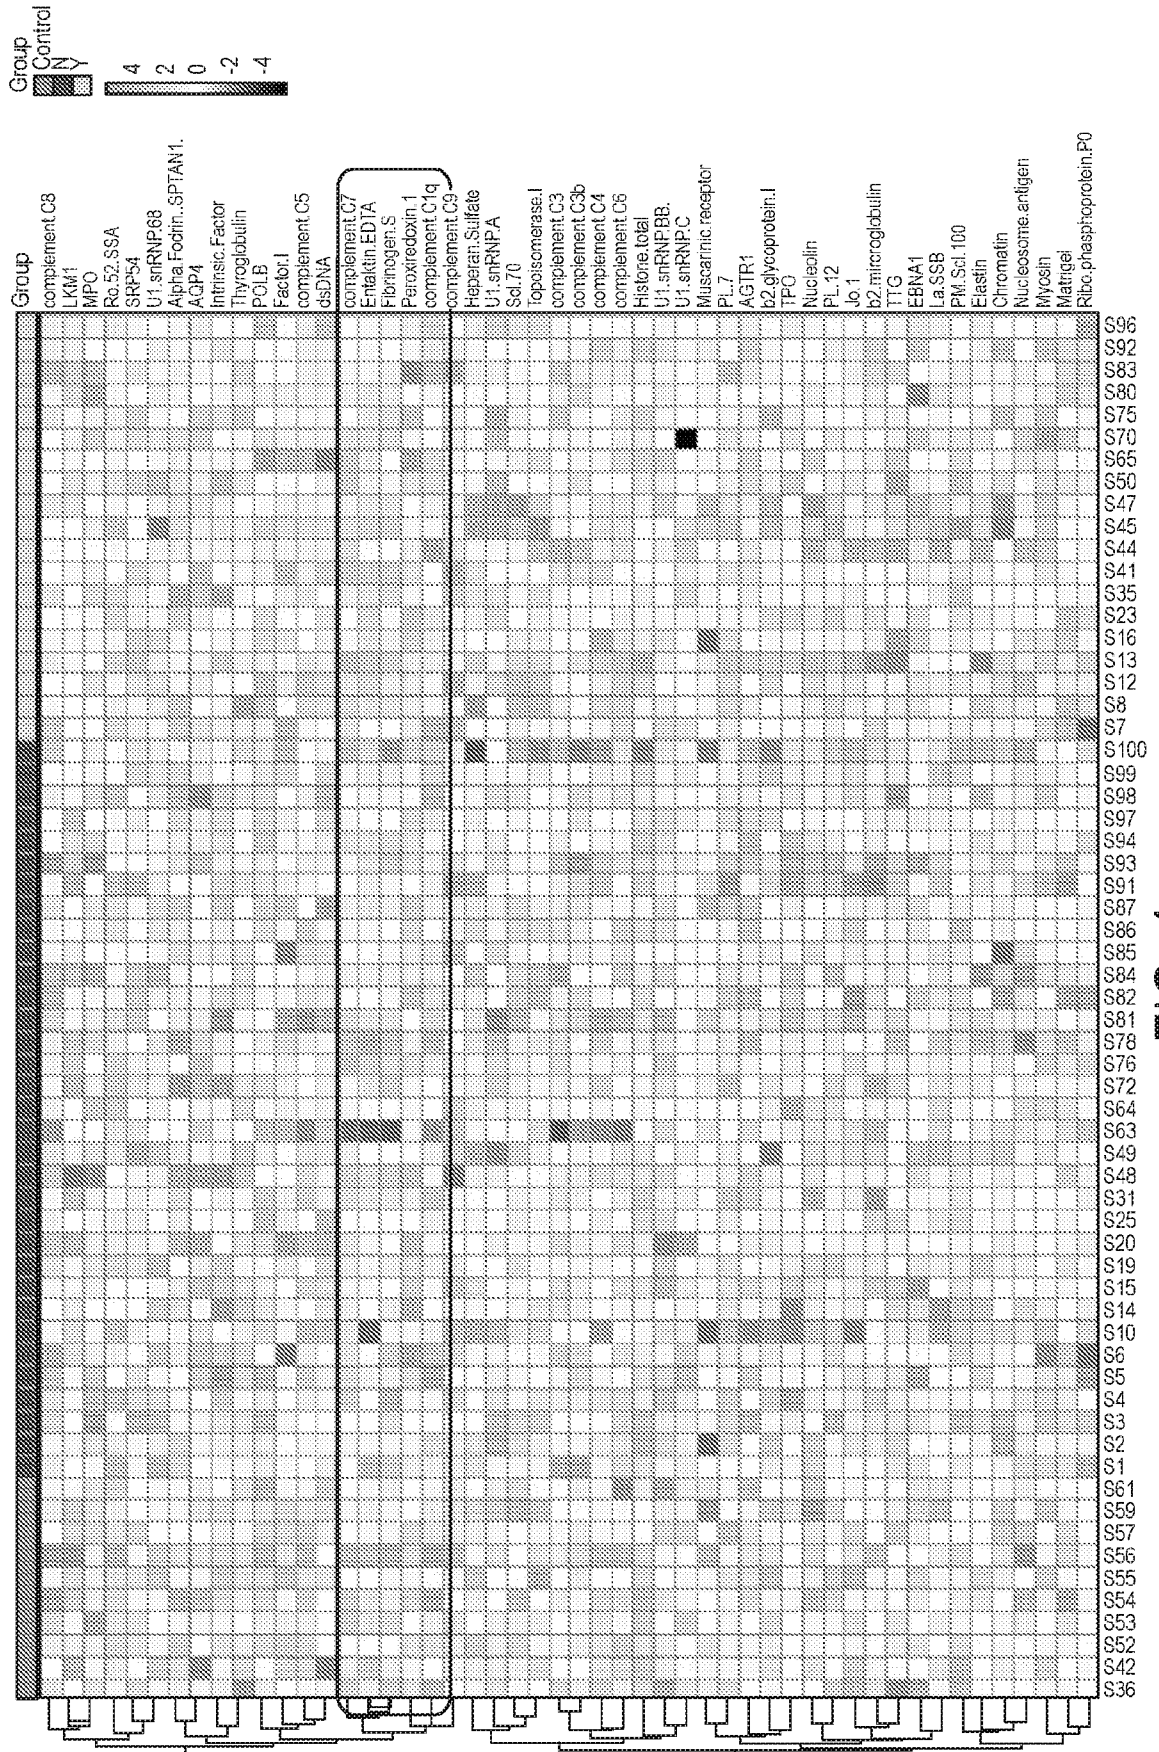 Group
Control
N
Y
4
2
0
-2
-4
Group
complement.C8
LKM1
MPO
Ro.52.SSA
SRP54
U1.snRNP.68
Alpha.Fodrin..SPTAN1.
AQP4
Intrinsic.Factor
Thyroglobulin
POLB
Factor.I
complement.C5
dsDNA
complement.C7
Entaktin.EDTA
Fibrinogen.S
Peroxiredoxin.1
complement.C1q
complement.C9
Heparan.Sulfate
U1.snRNP.A
Scl.70
Topoisomerase.I
complement.C3
complement.C3b
complement.C4
complement.C6
Histone.total
U1.snRNP.BB.
U1.snRNP.C
Muscarinic.receptor
PL.7
AGTR1
b2.glycoprotein.I
TPO
Nucleolin
PL.12
Jo.1
b2.mircroglobulin
TTG
EBNA1
La.SSB
PM.Scl.100
Elastin
Chromatin
Nucleosome.antigen
Myosin
Matrigel
Ribo.phasphoprotein.P0
S96
S92
S83
S80
S75
S70
S65
S50
S47
S45
S44
S41
S35
S23
S16
S13
S12
S8
S7
S100
S99
S98
S97
S94
S93
S91
S87
S86
S85
S84
S82
S81
S78
S76
S72
S64
S63
S49
S48
S31
S25
S20
S19
S15
S14
S10
S6
S5
S4
S3
S2
S1
S61
S59
S57
S56
S55
S54
S53
S52
S42
S36